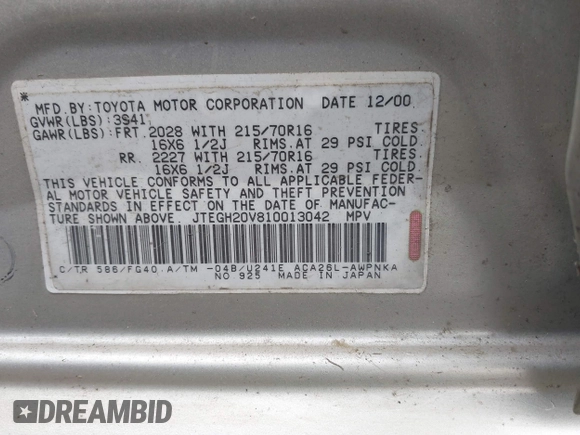 * MFD.BY:TOYOTA MOTOR CORPORATION DATE 12/00
GVWR(LBS):3941
GAWR(LBS):FRT.2028 WITH 215/70R16 TIRES
16X6 1/2J RIMS.AT 29 PSI COLD.
RR. 2227 WITH 215/70R16 TIRES
16X6 1/2J RIMS.AT 29 PSI COLD.
THIS VEHICLE CONFORMS TO ALL APPLICABLE FEDER-
AL MOTOR VEHICLE SAFETY AND THEFT PREVENTION
STANDARDS IN EFFECT ON THE DATE OF MANUFAC-
TURE SHOWN ABOVE. JTEGH20V810013042 MPV
C/TR 586/FG40.A/TM -04B/U241E ACA26L-AWPNKA
NO 925 MADE IN JAPAN
DREAMBID